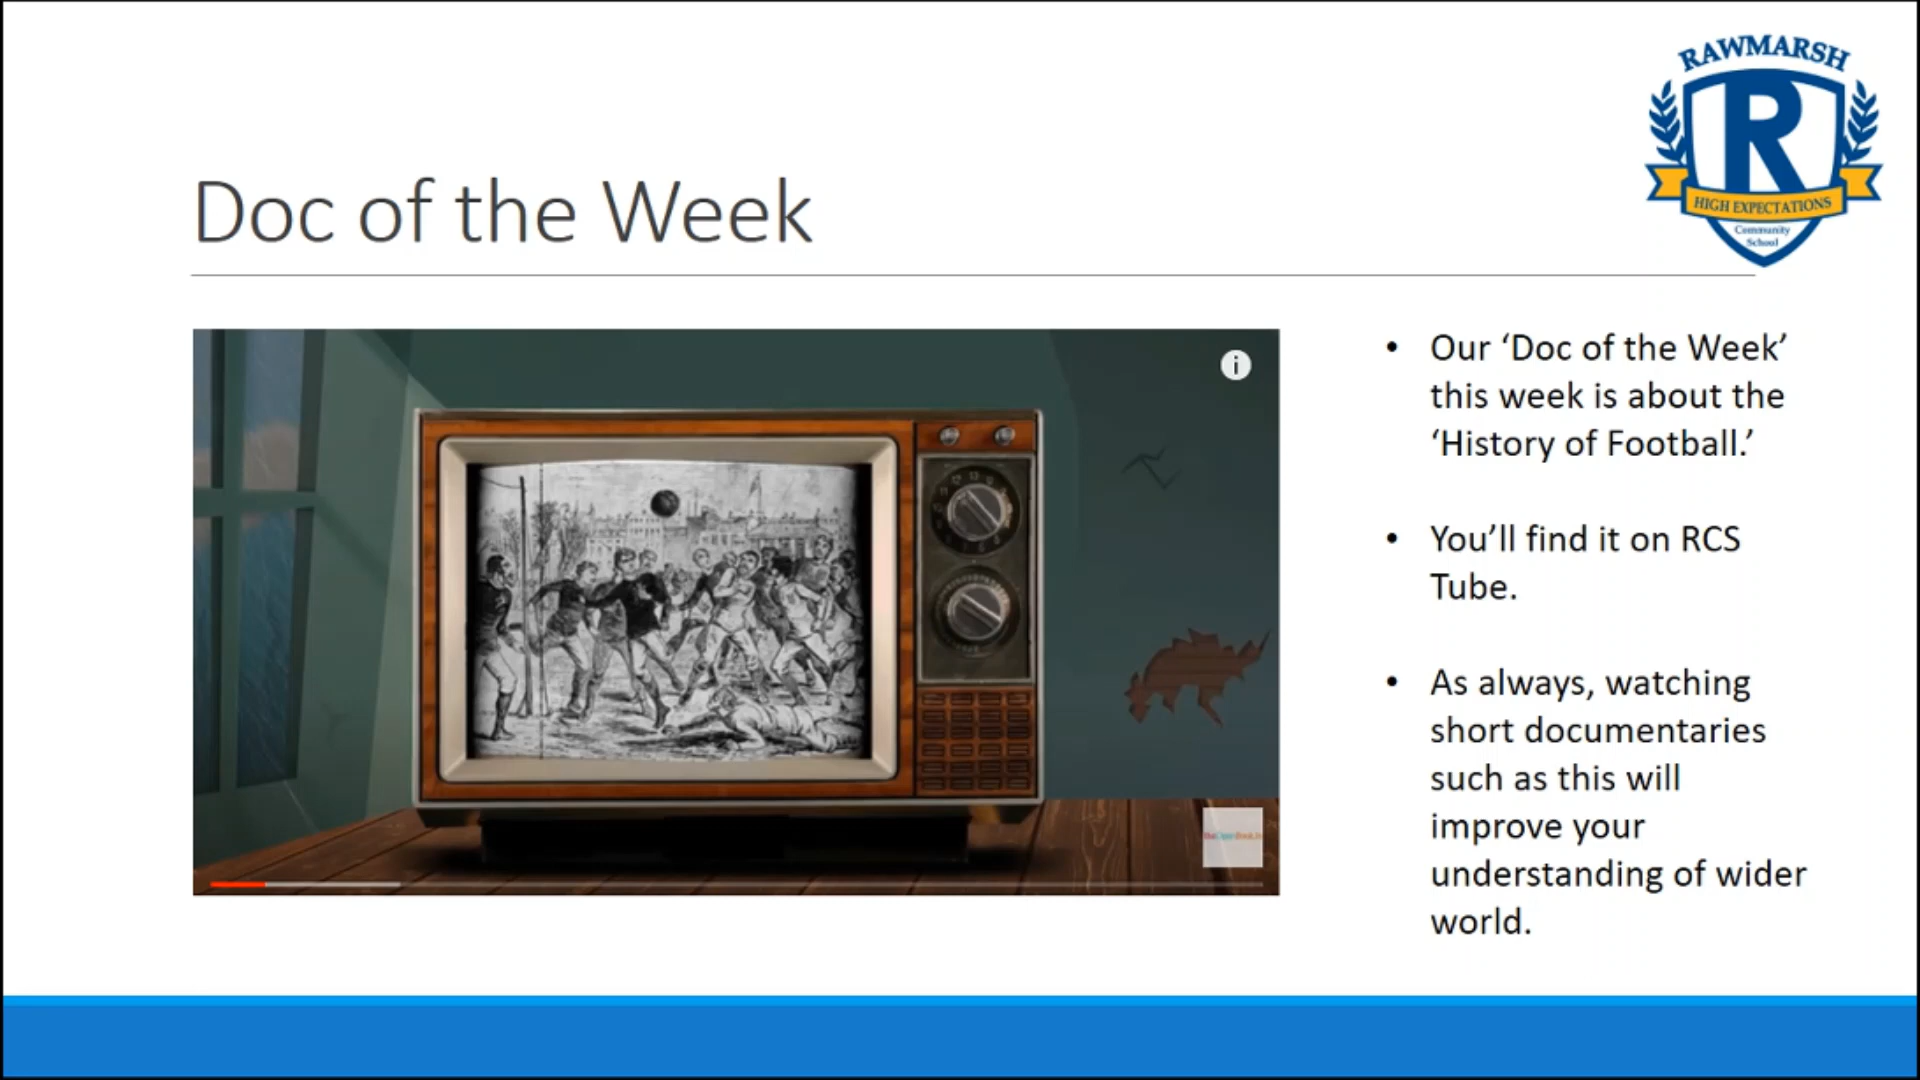 RAWMARSH
R
HIGH EXPECTATIONS
Community
School
Doc of the Week
• Our ‘Doc of the Week’
this week is about the
‘History of Football.’
• You’ll find it on RCS
Tube.
• As always, watching
short documentaries
such as this will
improve your
understanding of wider
world.